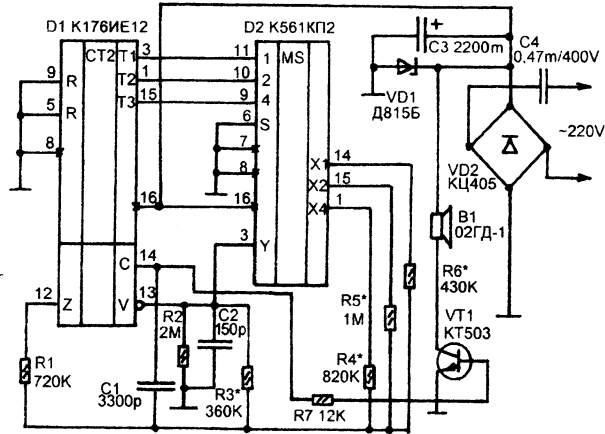 D1 К176ИЕ12
D2 К561КП2
C3 2200m
+
C4
0,47m/400V
CT2
T1
T2
T3
3
1
15
11
10
9
1
2
4
MS
9
R
5
R
8
6
S
7
8
VD1
Д815Б
~220V
VD2
КЦ405
X1
14
X2
15
X4
1
16
16
B1
02ГД-1
3
Y
C
14
12
Z
V
13
R6*
430K
R5*
1M
VT1
КТ503
R2
2M
C2
150p
R1
720K
C1
3300p
R3*
360K
R4*
820K
R7 12K